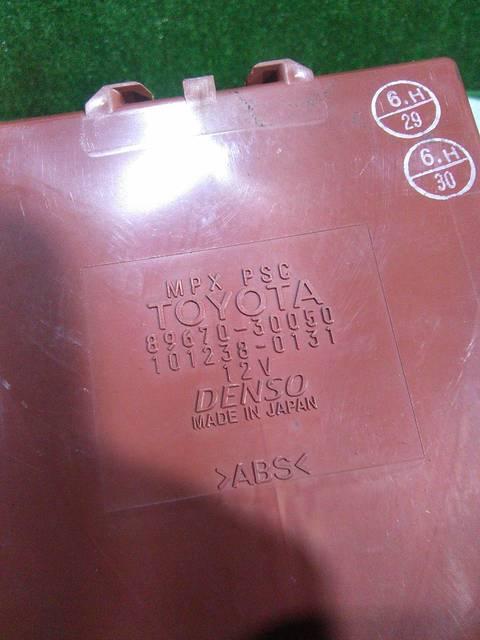 6.H
29
6.H
30
MPX PSC
TOYOTA
89670-30050
101238-0131
12V
DENSO
MADE IN JAPAN
>ABS<